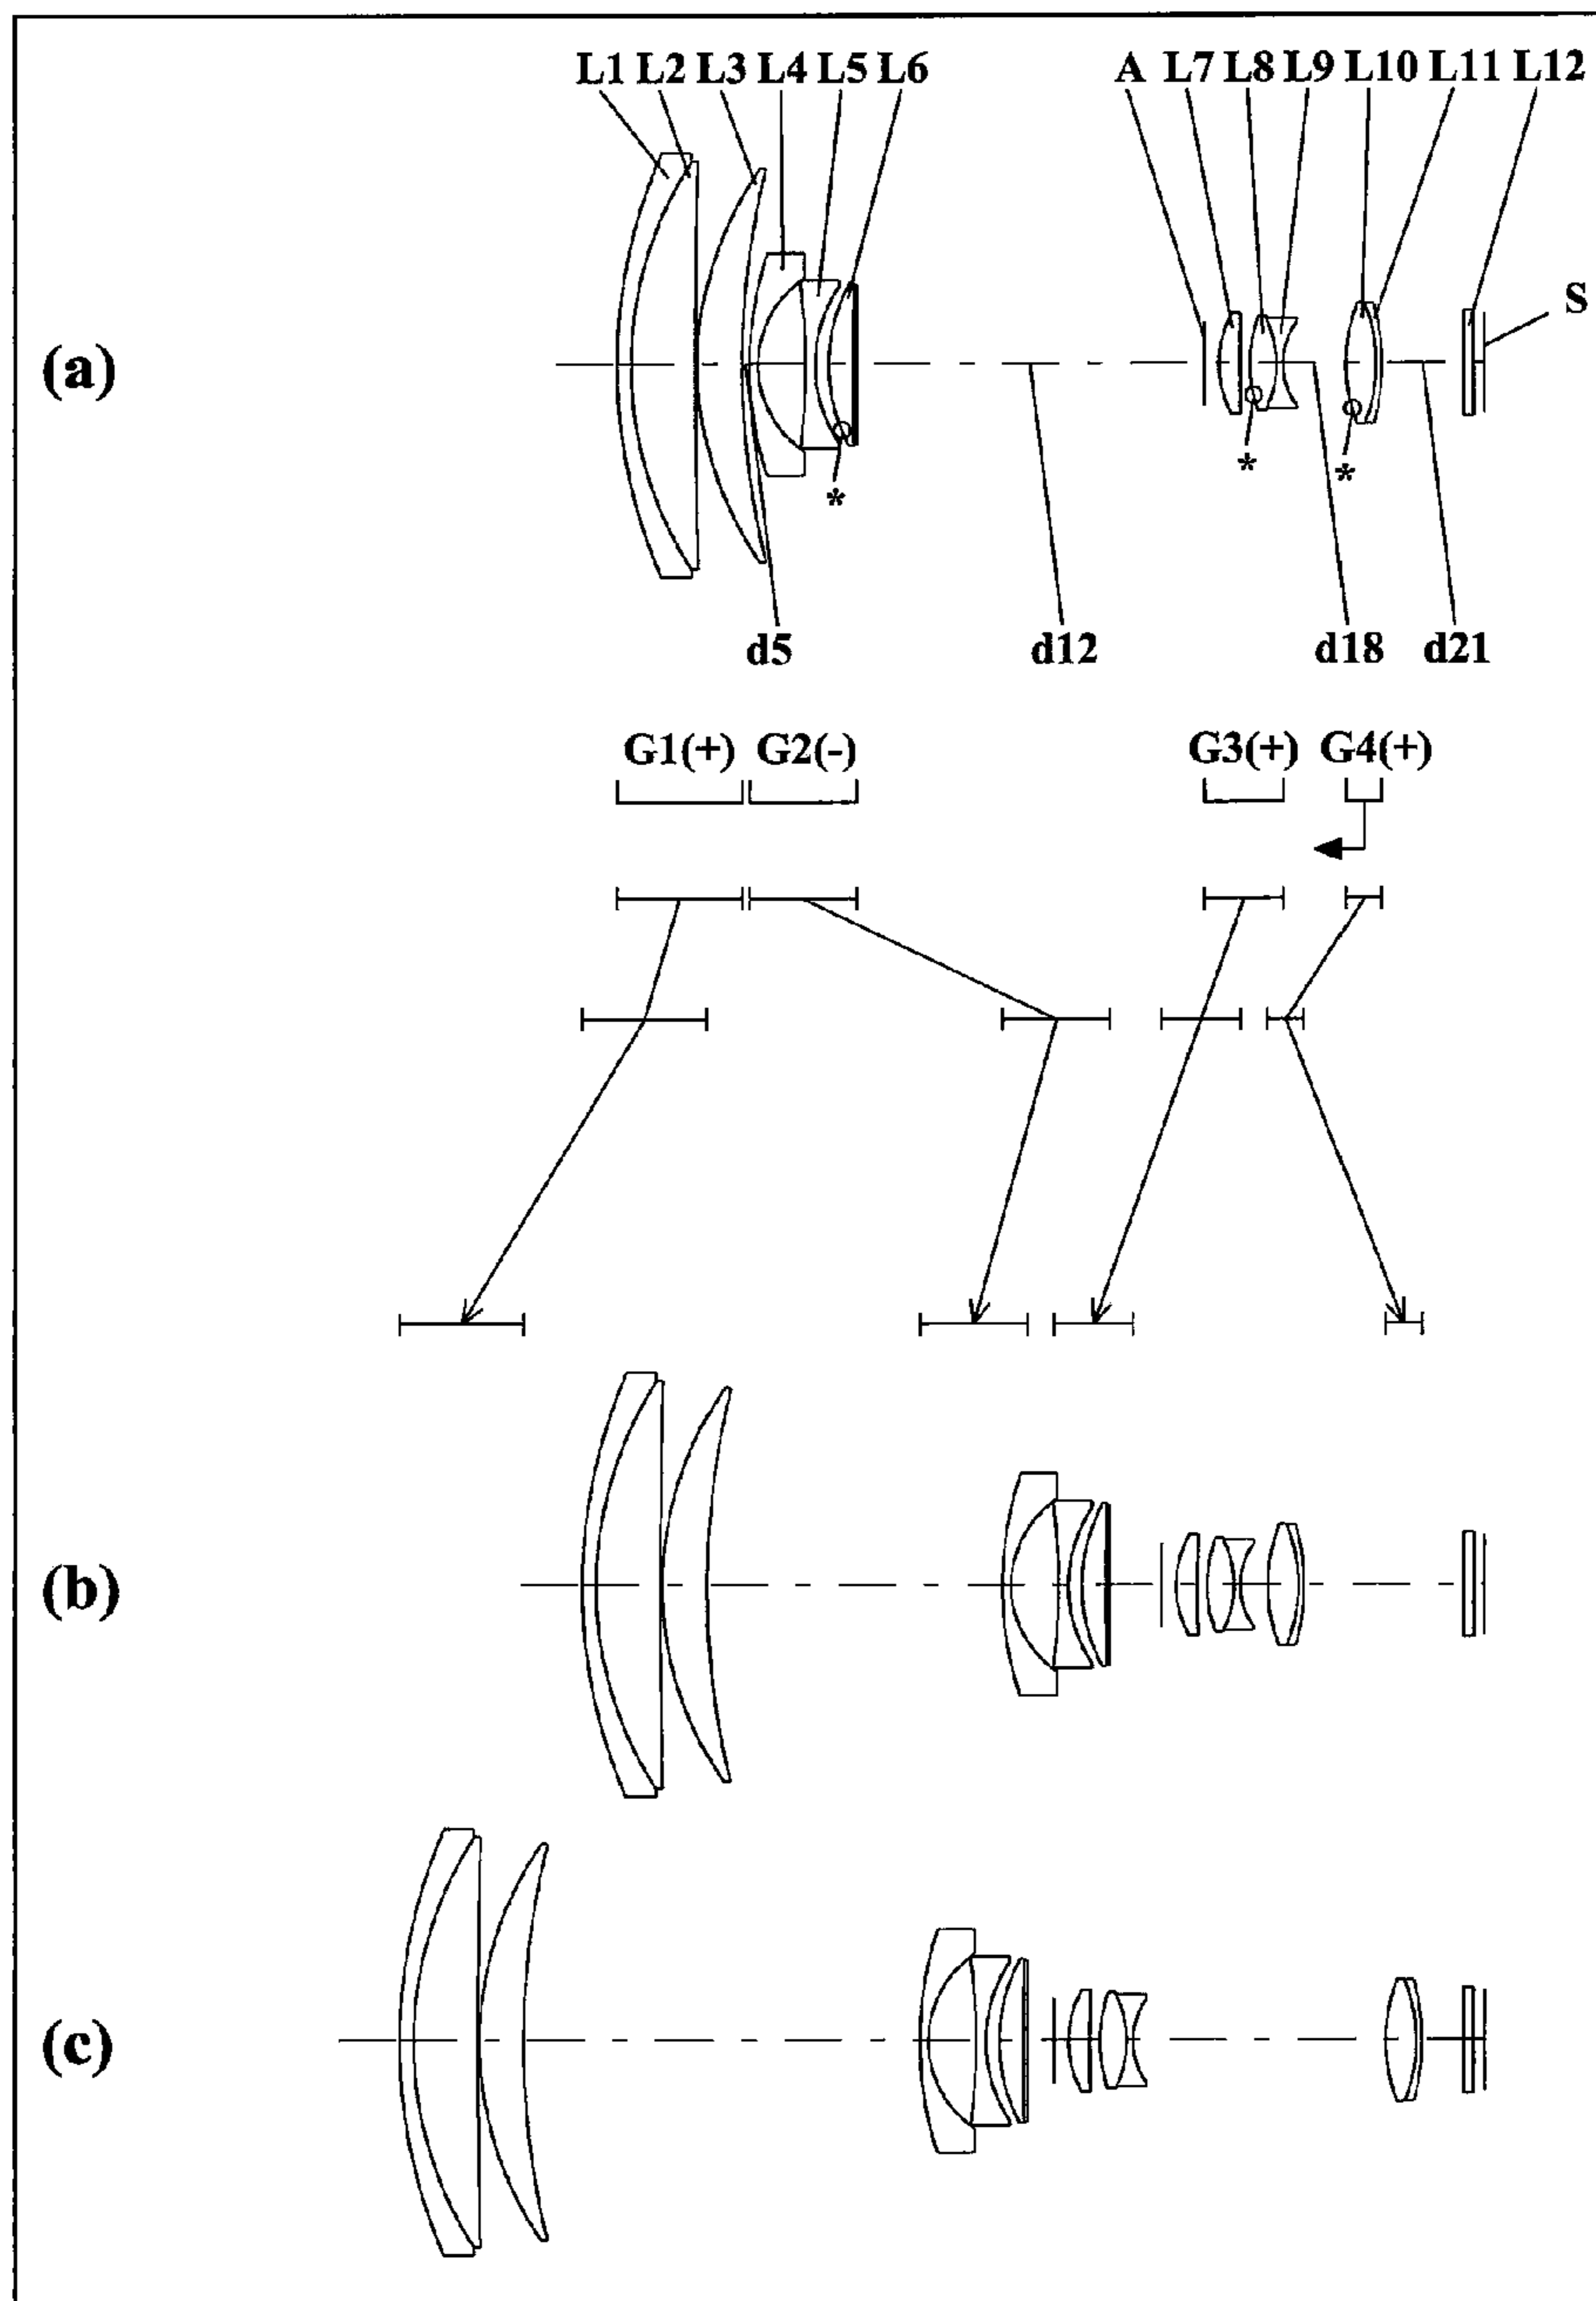 L1 L2 L3 L4 L5 L6 A L7 L8 L9 L10 L11 L12
S
(a)
*
*
*
d5 d12 d18 d21
G1(+) G2(-) G3(+) G4(+)
(b)
(c)